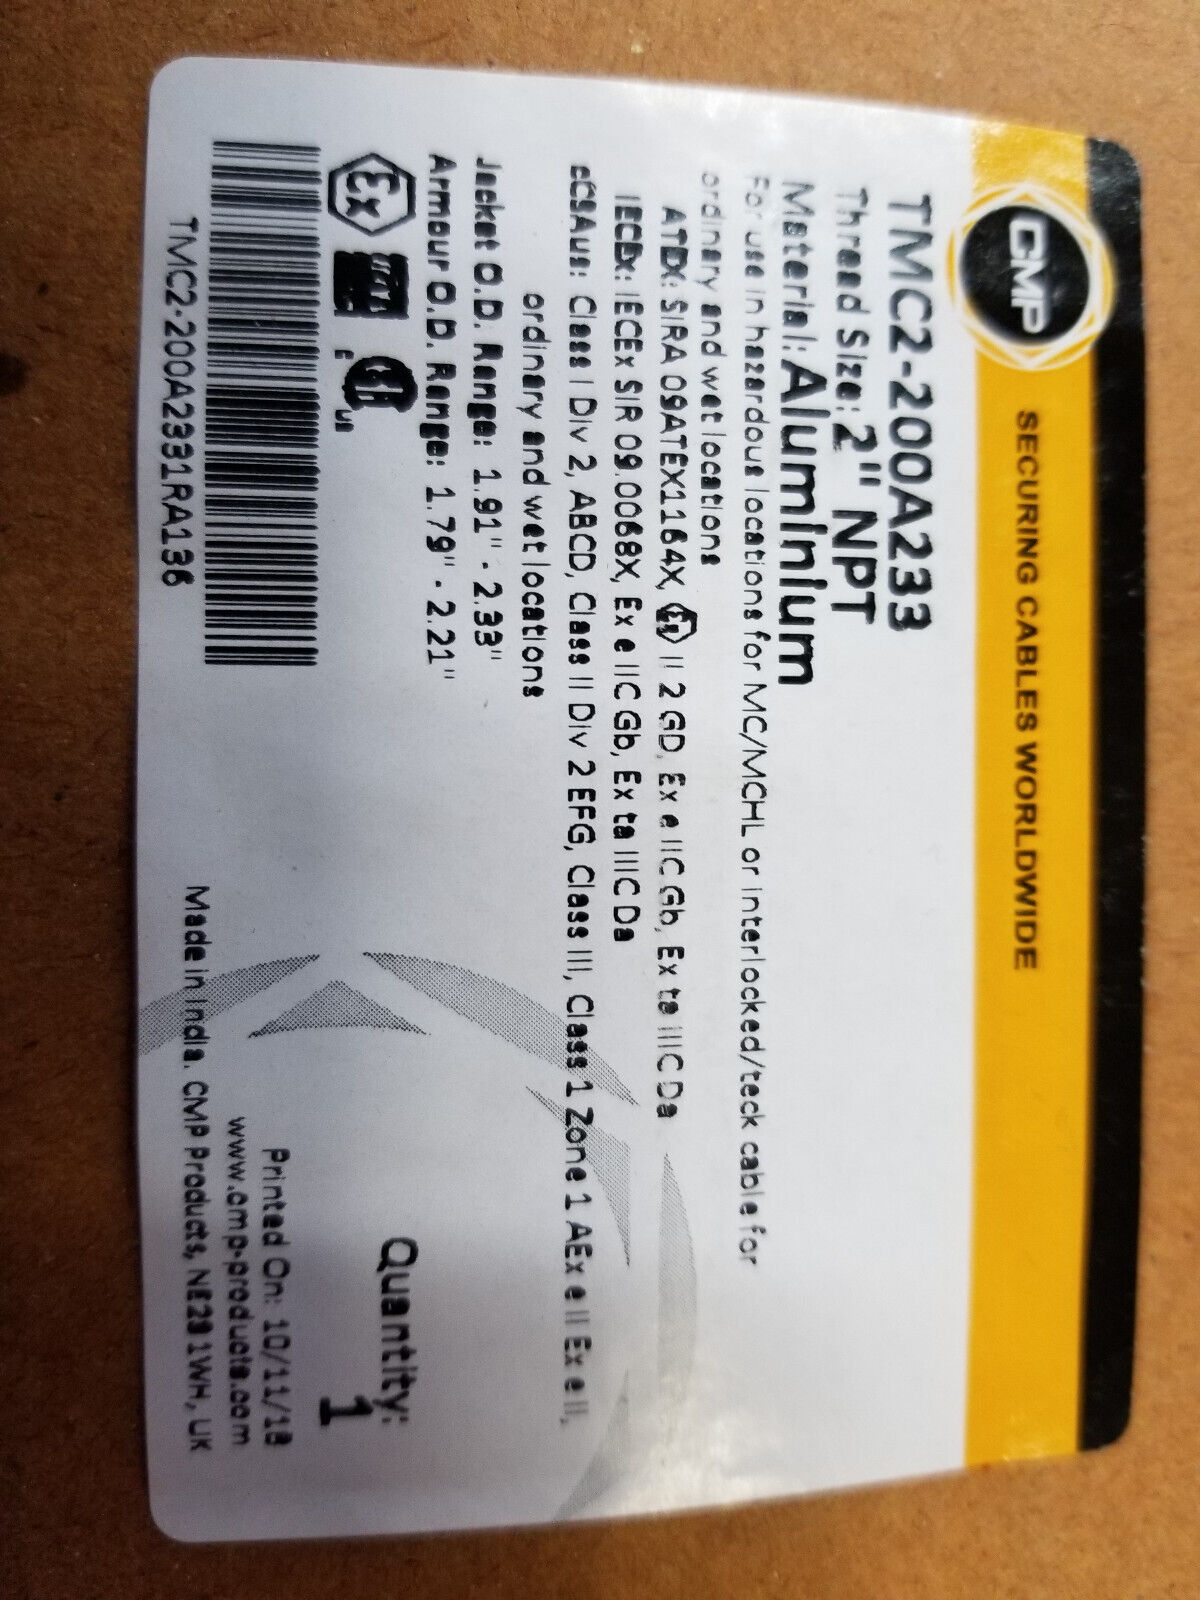 CMP
SECURING CABLES WORLDWIDE
TMC2-200A233
Thread Size: 2" NPT
Material: Aluminium
For use in hazardous locations for MC/MCHL or interlocked/teck cable for
ordinary and wet locations
ATEX: SIRA 09ATEX1164X, Ex II 2 GD, Ex e IIC Gb, Ex ta IIIC Da
IECEx: IECEx SIR 09.0068X, Ex e IIC Gb, Ex ta IIIC Da
cCSAus: Class I Div 2, ABCD, Class II Div 2 EFG, Class III, Class 1 Zone 1 AEx e II Ex e II,
ordinary and wet locations
Jacket O.D. Range: 1.91" - 2.33"
Armour O.D. Range: 1.79" - 2.21"
Ex
c
us
Quantity:
1
TMC2-200A2331RA136
Printed On: 10/11/18
www.cmp-products.com
Made in India. CMP Products, NE23 1WH, UK